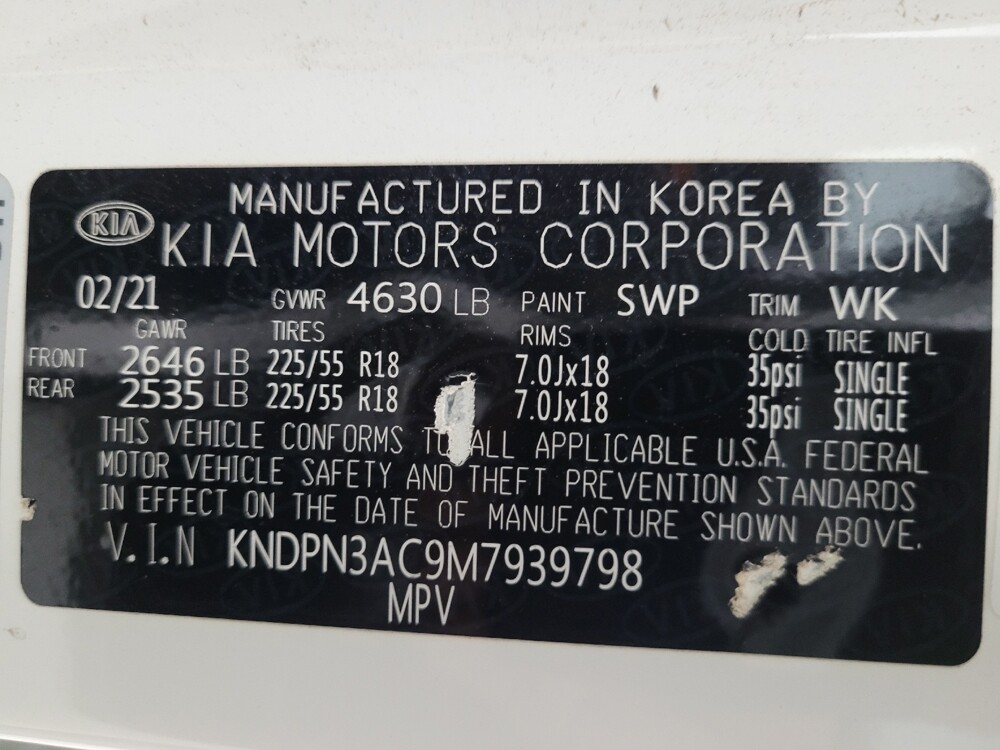 MANUFACTURED IN KOREA BY
KIA KIA MOTORS CORPORATION
02/21 GVWR 4630 LB PAINT SWP TRIM WK
GAWR TIRES RIMS COLD TIRE INFL
FRONT 2646 LB 225/55 R18 7.0Jx18 35psi SINGLE
REAR 2535 LB 225/55 R18 7.0Jx18 35psi SINGLE
THIS VEHICLE CONFORMS TO ALL APPLICABLE U.S.A. FEDERAL
MOTOR VEHICLE SAFETY AND THEFT PREVENTION STANDARDS
IN EFFECT ON THE DATE OF MANUFACTURE SHOWN ABOVE.
V.I.N KNDPN3AC9M7939798
MPV